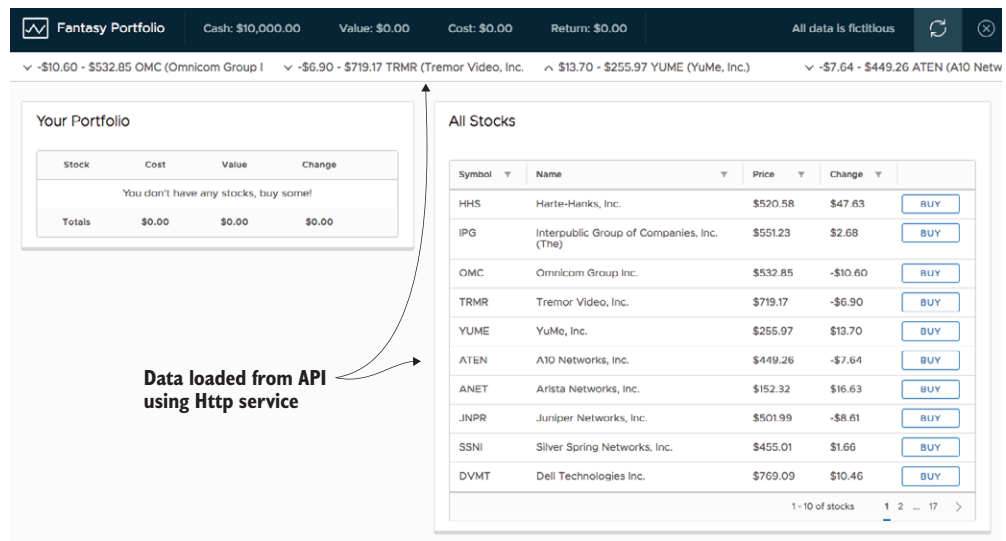 Fantasy Portfolio Cash: $10,000.00 Value: $0.00 Cost: $0.00 Return: $0.00 All data is fictitious
-$10.60 - $532.85 OMC (Omnicom Group I -$6.90 - $719.17 TRMR (Tremor Video, Inc. $13.70 - $255.97 YUME (YuMe, Inc.) -$7.64 - $449.26 ATEN (A10 Netw
Your Portfolio
Stock Cost Value Change
You don't have any stocks, buy some!
Totals $0.00 $0.00 $0.00
Data loaded from API
using Http service
All Stocks
Symbol Name Price Change
HHS Harte-Hanks, Inc. $520.58 $47.63 BUY
IPG Interpublic Group of Companies, Inc. $551.23 $2.68 BUY
(The)
OMC Omnicom Group Inc. $532.85 -$10.60 BUY
TRMR Tremor Video, Inc. $719.17 -$6.90 BUY
YUME YuMe, Inc. $255.97 $13.70 BUY
ATEN A10 Networks, Inc. $449.26 -$7.64 BUY
ANET Arista Networks, Inc. $152.32 $16.63 BUY
JNPR Juniper Networks, Inc. $501.99 -$8.61 BUY
SSNI Silver Spring Networks, Inc. $455.01 $1.66 BUY
DVMT Dell Technologies Inc. $769.09 $10.46 BUY
1 - 10 of stocks 1 2 ... 17